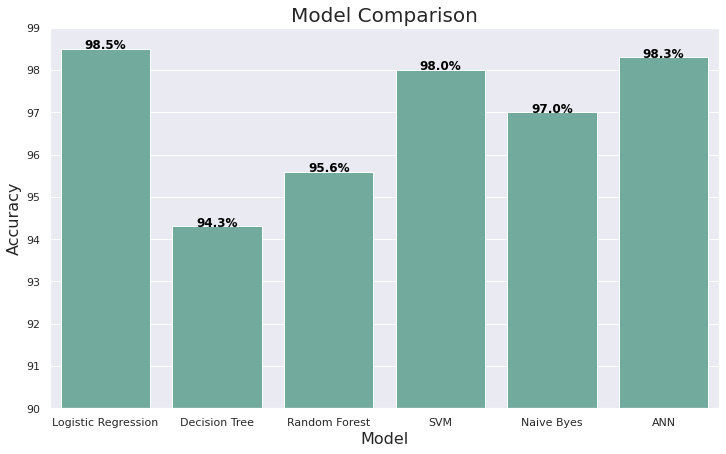 Model Comparison
99
98
97
96
95
94
93
92
91
90
Accuracy
98.5%
94.3%
95.6%
98.0%
97.0%
98.3%
Logistic Regression
Decision Tree
Random Forest
SVM
Naive Byes
ANN
Model